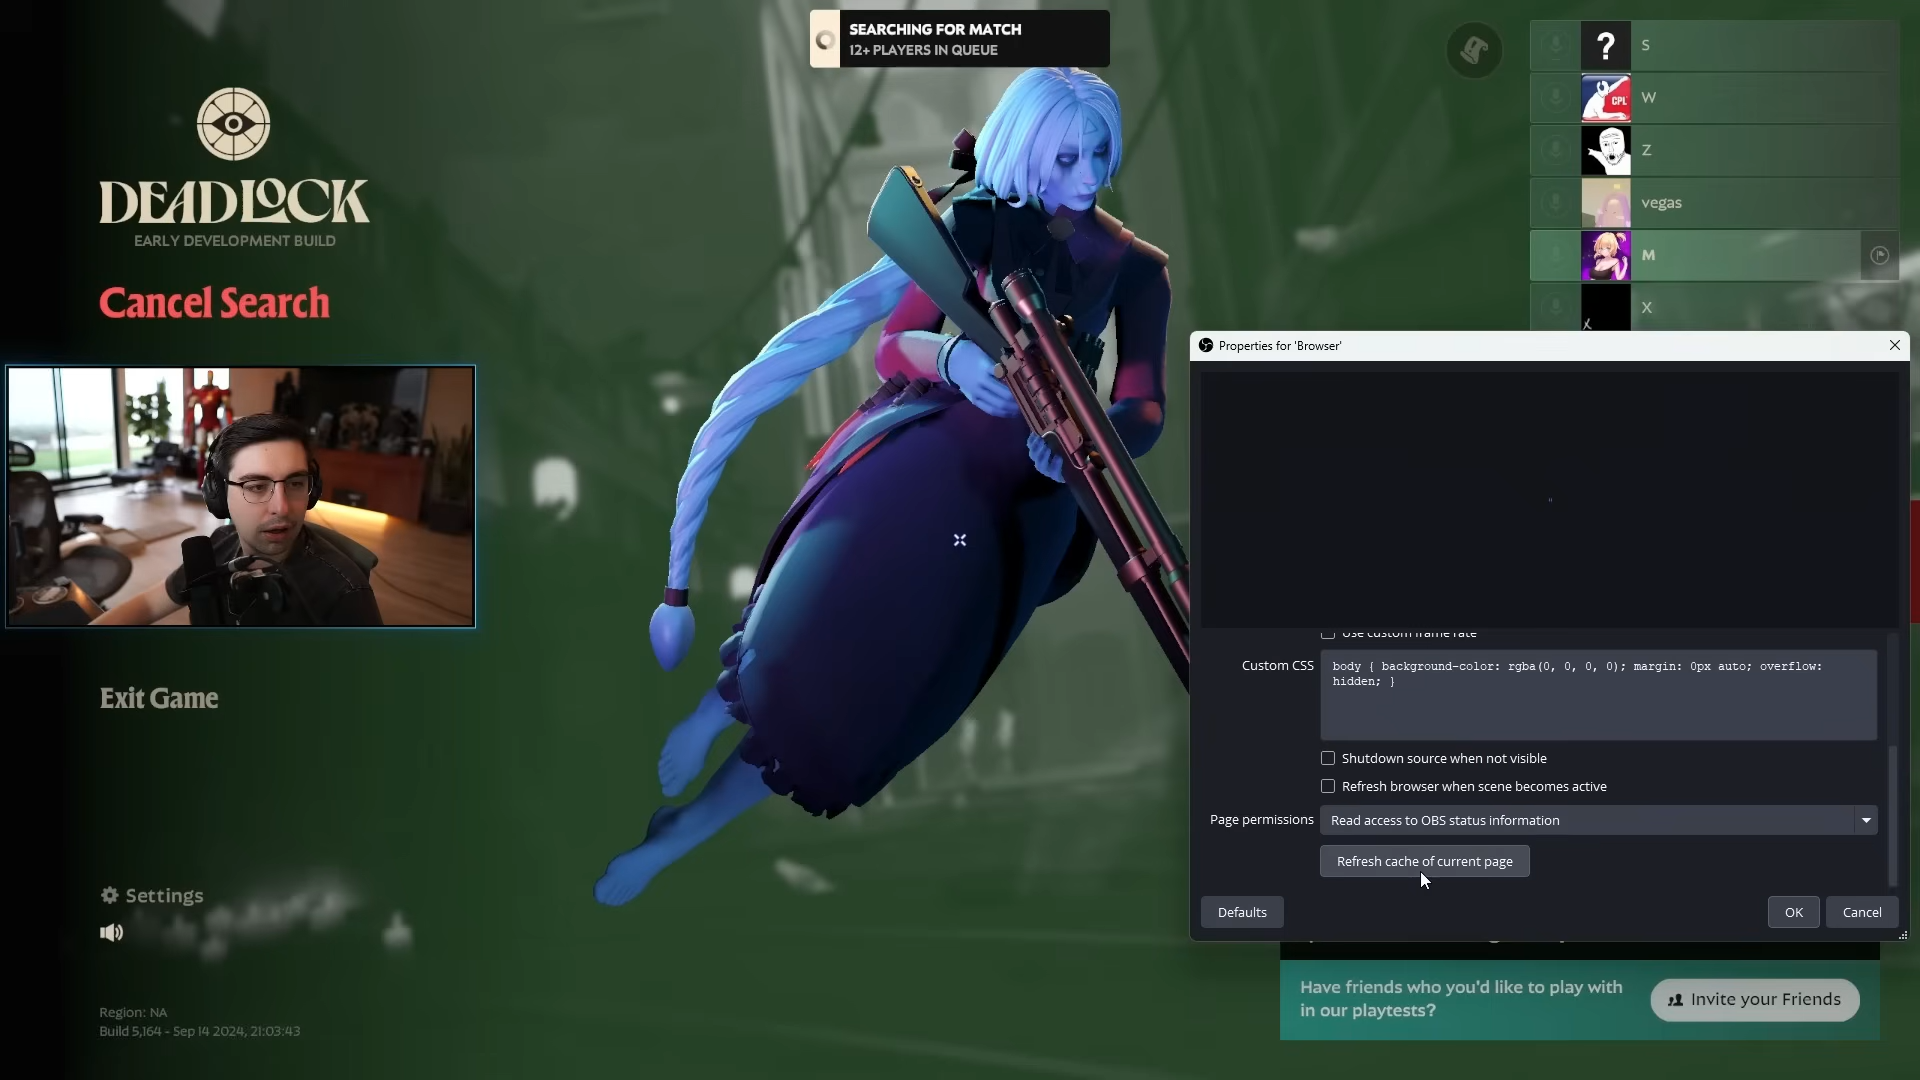 SEARCHING FOR MATCH
12+ PLAYERS IN QUEUE
DEADLOCK
EARLY DEVELOPMENT BUILD
Cancel Search
Exit Game
Settings
Region: NA
Build 5,164 - Sep 14 2024, 21:03:43
?
S
CPL
W
Z
vegas
M
X
Properties for 'Browser'
Use custom frame rate
Custom CSS
body { background-color: rgba(0, 0, 0, 0); margin: 0px auto; overflow:
hidden; }
Shutdown source when not visible
Refresh browser when scene becomes active
Page permissions
Read access to OBS status information
Refresh cache of current page
Defaults
OK
Cancel
Have friends who you'd like to play with
in our playtests?
Invite your Friends